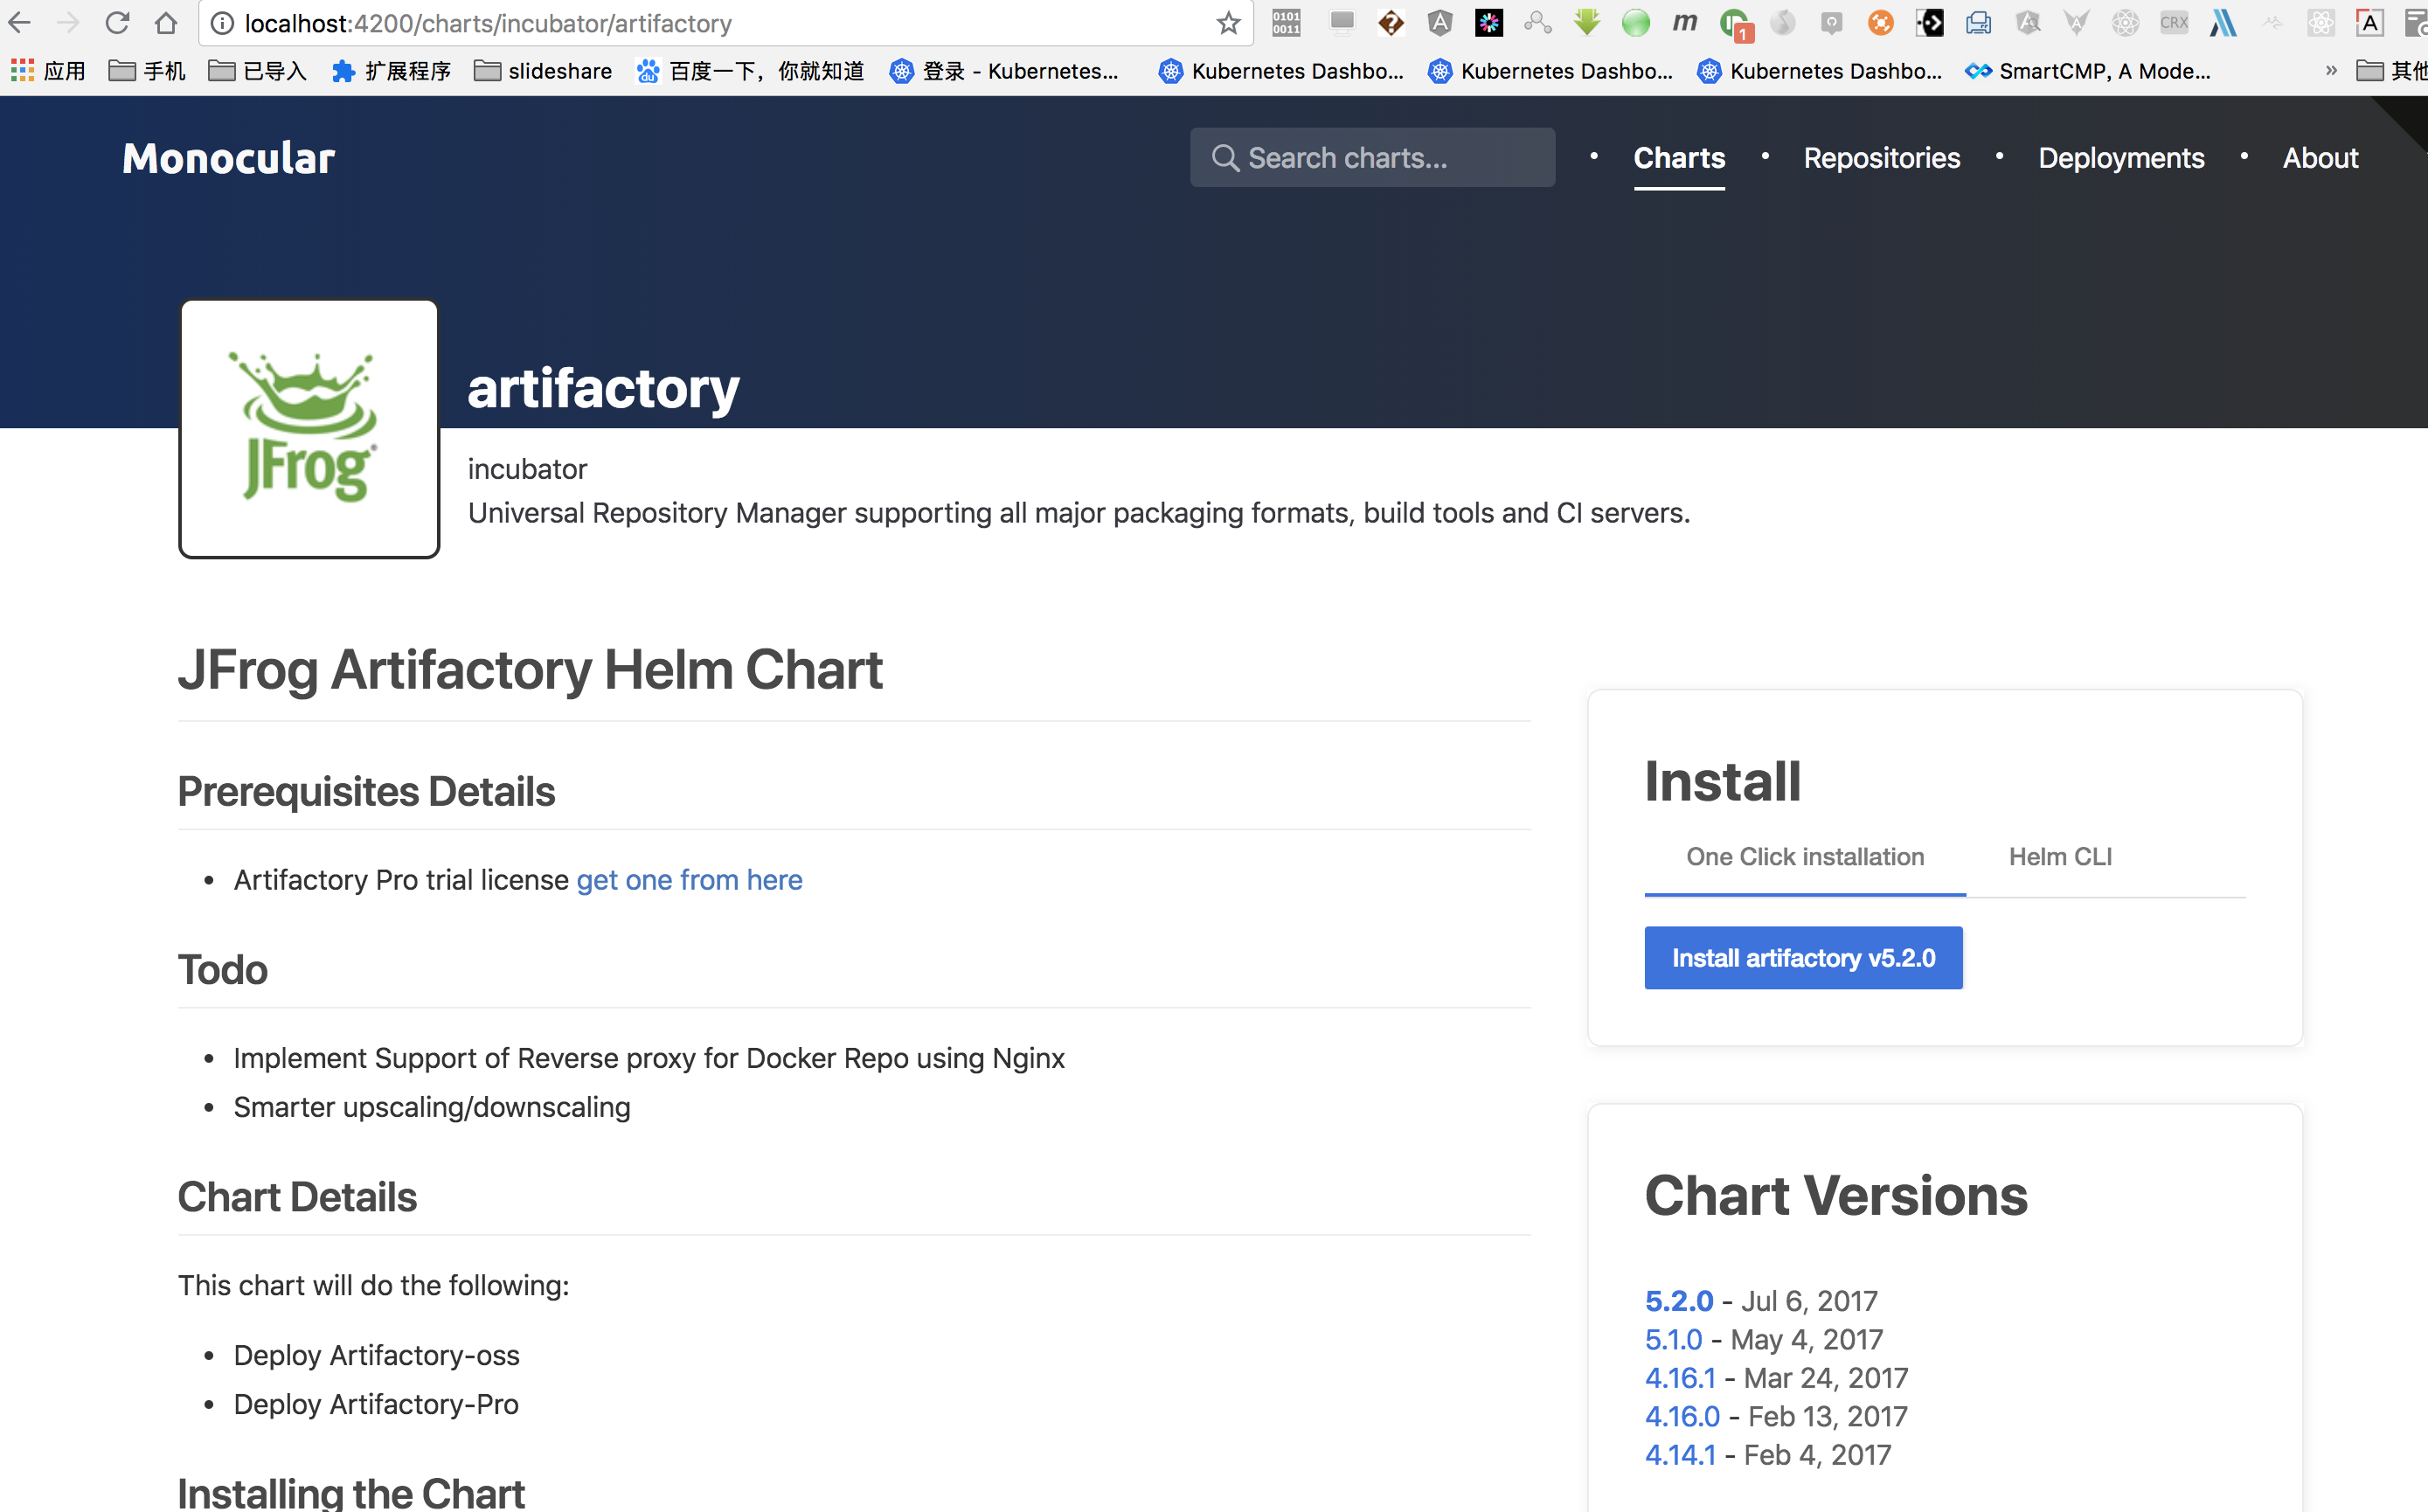 localhost:4200/charts/incubator/artifactory
0101
0011
m
1
CRX
A
应用
手机
已导入
扩展程序
slideshare
du
百度一下，你就知道
登录 - Kubernetes...
Kubernetes Dashbo...
Kubernetes Dashbo...
Kubernetes Dashbo...
SmartCMP, A Mode...
»
其他
Monocular
Search charts...
Charts
Repositories
Deployments
About
JFrog
artifactory
incubator
Universal Repository Manager supporting all major packaging formats, build tools and CI servers.
JFrog Artifactory Helm Chart
Prerequisites Details
• Artifactory Pro trial license get one from here
Todo
• Implement Support of Reverse proxy for Docker Repo using Nginx
• Smarter upscaling/downscaling
Chart Details
This chart will do the following:
• Deploy Artifactory-oss
• Deploy Artifactory-Pro
Installing the Chart
Install
One Click installation
Helm CLI
Install artifactory v5.2.0
Chart Versions
5.2.0 - Jul 6, 2017
5.1.0 - May 4, 2017
4.16.1 - Mar 24, 2017
4.16.0 - Feb 13, 2017
4.14.1 - Feb 4, 2017